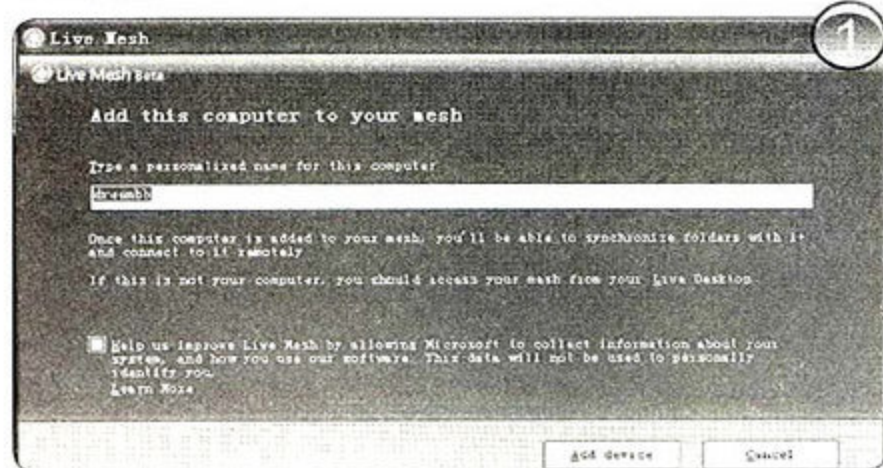 Live Mesh
1
Live Mesh Beta
Add this computer to your mesh
Type a personalized name for this computer
dreambh
Once this computer is added to your mesh, you'll be able to synchronize folders with it
and connect to it remotely
If this is not your computer, you should access your mesh from your Live Desktop
Help us improve Live Mesh by allowing Microsoft to collect information about your
system, and how you use our software. This data will not be used to personally
identify you.
Learn More
Add device
Cancel